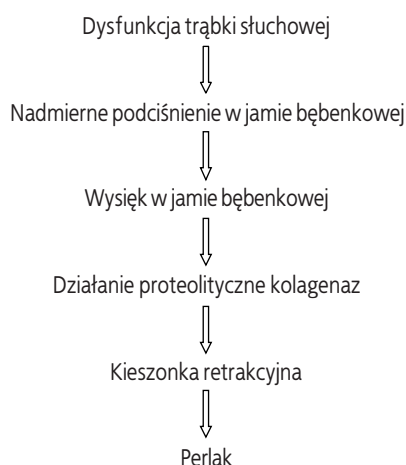 Dysfunkcja trąbki słuchowej
Nadmierne podciśnienie w jamie bębenkowej
Wysięk w jamie bębenkowej
Działanie proteolityczne kolagenaz
Kieszonka retrakcyjna
Perlak